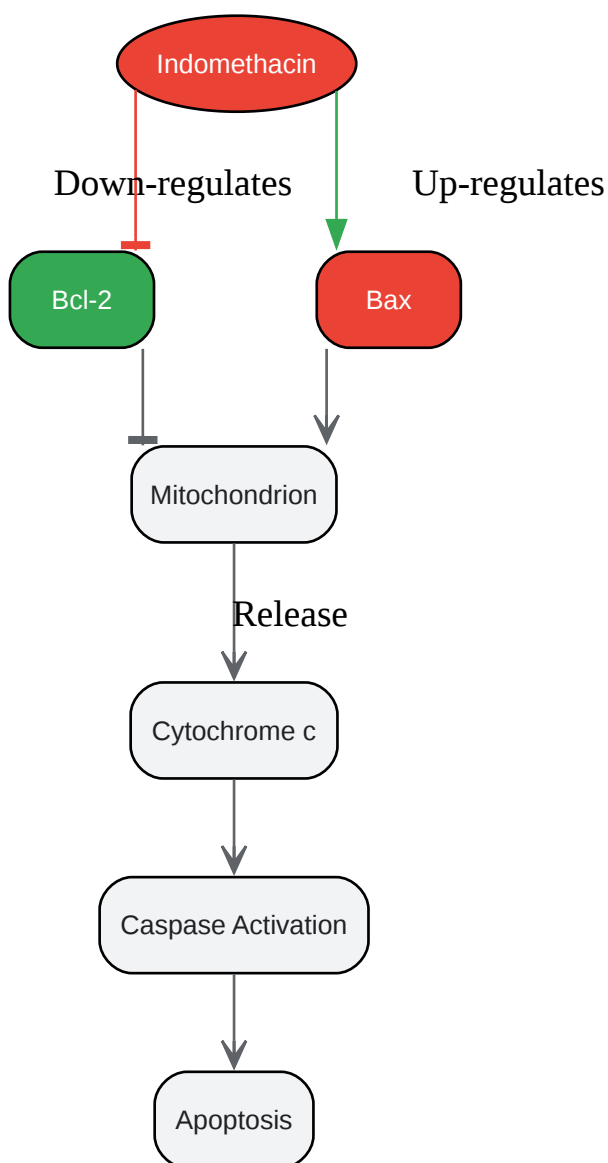 Indomethacin
Down-regulates
Up-regulates
Bcl-2
Bax
Mitochondrion
Release
Cytochrome c
Caspase Activation
Apoptosis